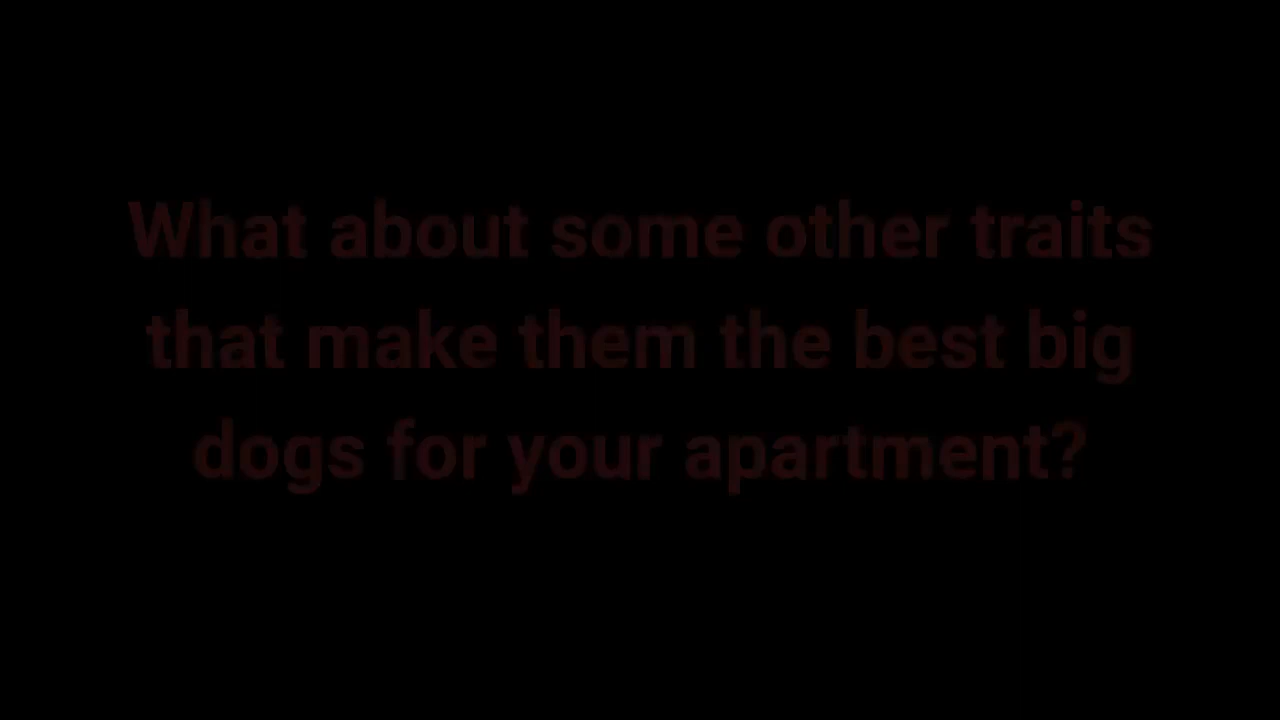 What about some other traits
that make them the best big
dogs for your apartment?